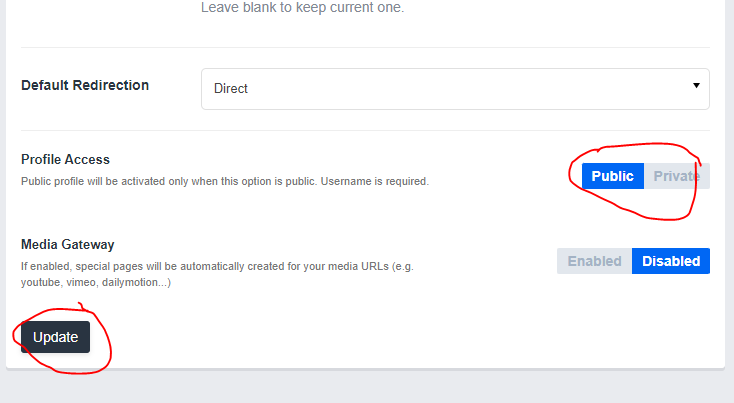 Leave blank to keep current one.
Default Redirection
Direct
Profile Access
Public profile will be activated only when this option is public. Username is required.
Public Private
Media Gateway
If enabled, special pages will be automatically created for your media URLs (e.g.
youtube, vimeo, dailymotion...)
Enabled Disabled
Update